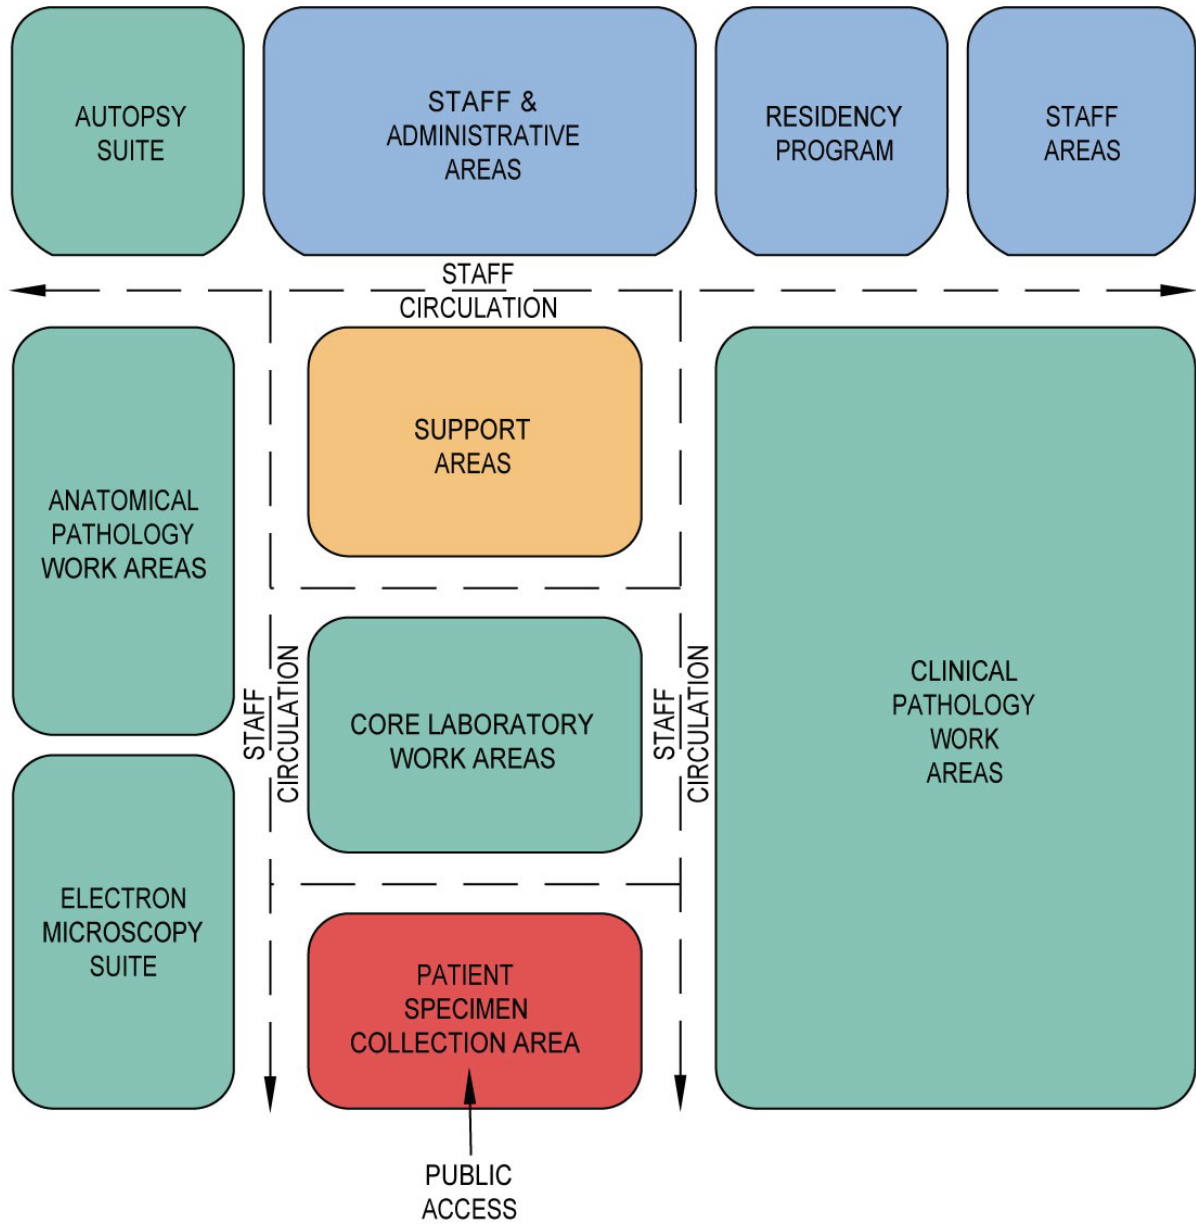 AUTOPSY
SUITE
STAFF &
ADMINISTRATIVE
AREAS
RESIDENCY
PROGRAM
STAFF
AREAS
STAFF
CIRCULATION
ANATOMICAL
PATHOLOGY
WORK AREAS
SUPPORT
AREAS
CLINICAL
PATHOLOGY
WORK
AREAS
STAFF
CIRCULATION
CORE LABORATORY
WORK AREAS
STAFF
CIRCULATION
ELECTRON
MICROSCOPY
SUITE
PATIENT
SPECIMEN
COLLECTION AREA
PUBLIC
ACCESS